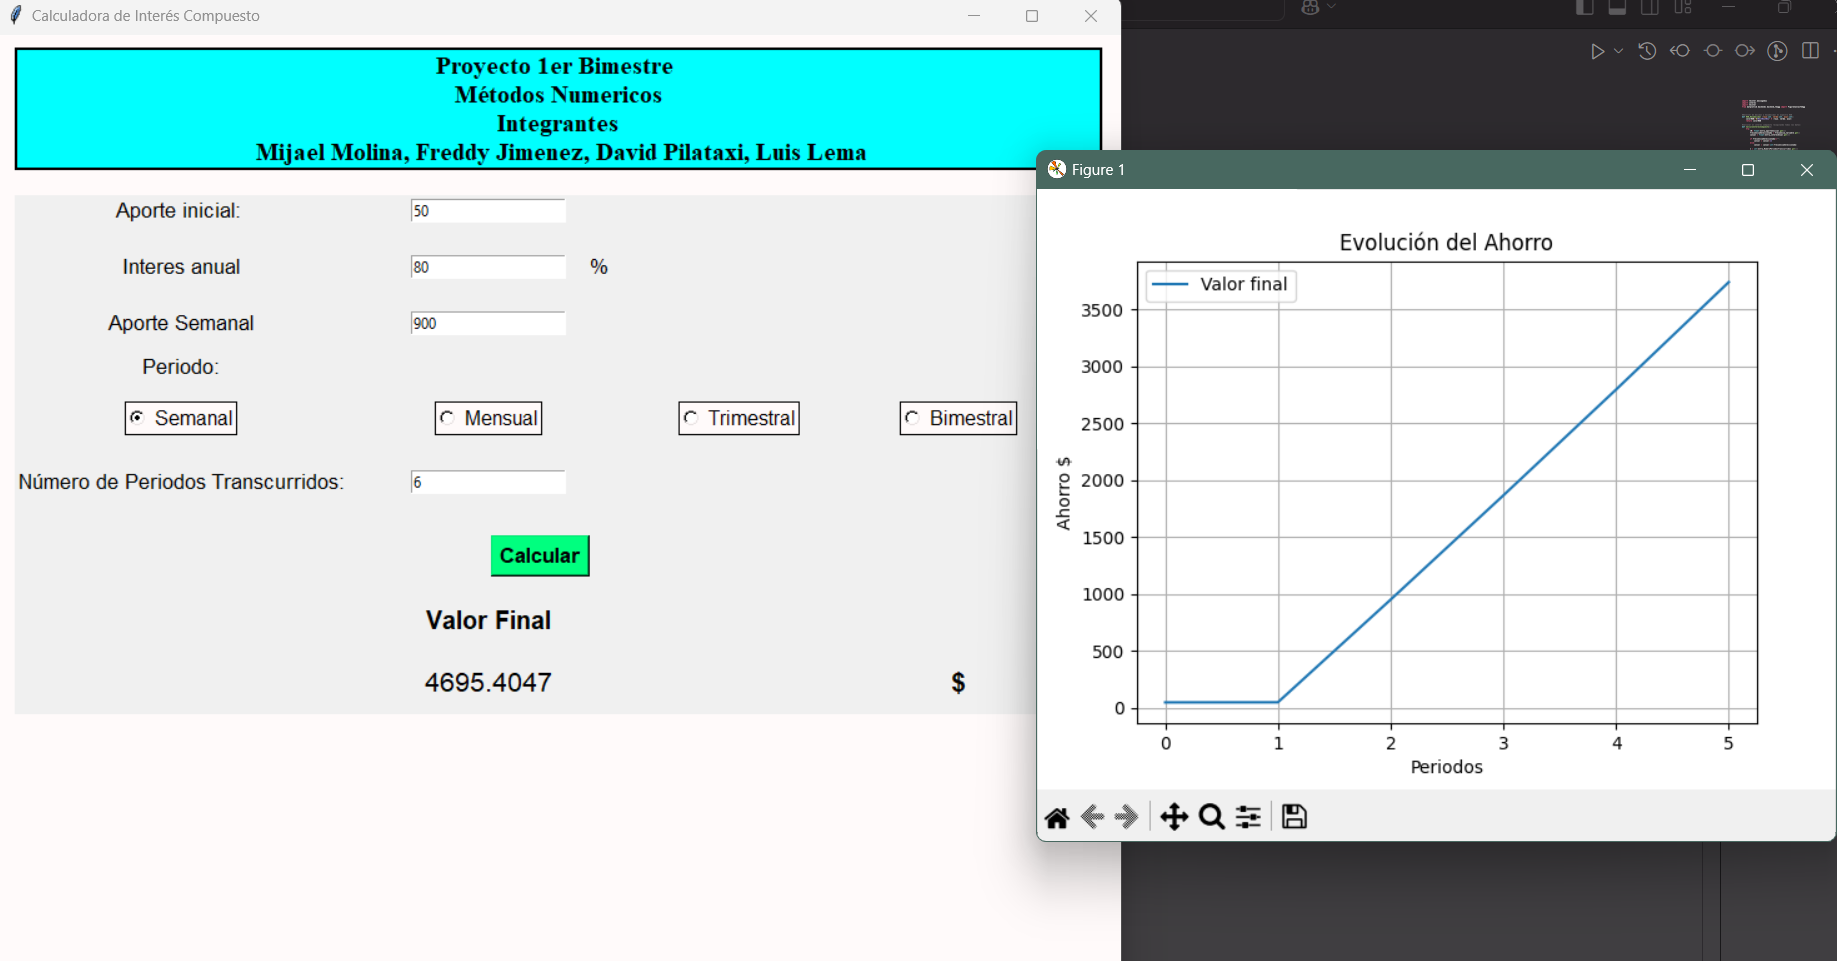 Calculadora de Interés Compuesto
Proyecto 1er Bimestre
Métodos Numericos
Integrantes
Mijael Molina, Freddy Jimenez, David Pilataxi, Luis Lema
Aporte inicial: 50
Interes anual 80 %
Aporte Semanal 900
Periodo:
Semanal Mensual Trimestral Bimestral
Número de Periodos Transcurridos: 6
Calcular
Valor Final
4695.4047 $
Figure 1
Evolución del Ahorro
Valor final
3500
3000
2500
2000
1500
1000
500
0
Ahorro $
0 1 2 3 4 5
Periodos